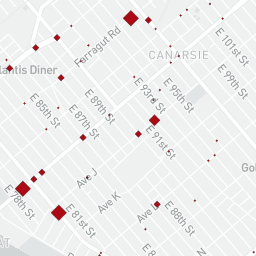 E 101st St
Farragut Rd
CANARSIE
lantis Diner
E 99th St
E 93rd St
E 95th St
E 85th St
E 89th St
E 87th St
E 91st St
Ave J
E 78th St
Ave K
E 81st St
Ave L
E 88th St